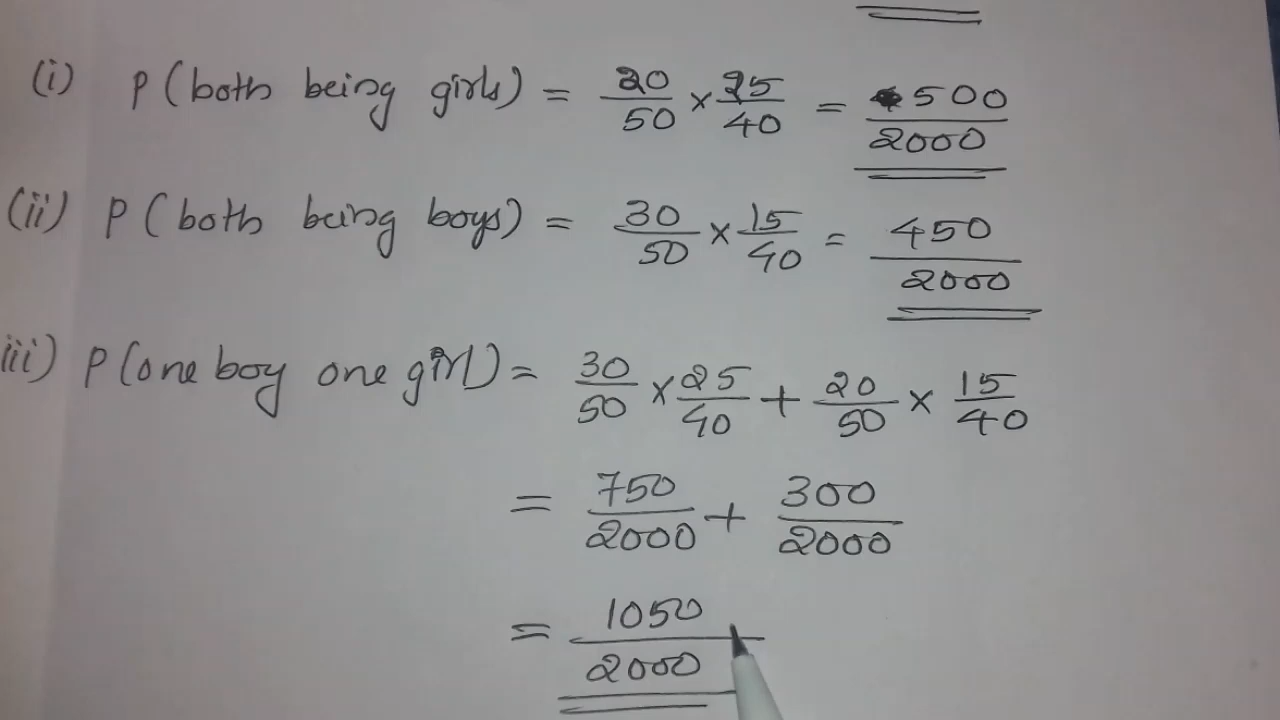 (i) P(both being girls) = 20/50 × 25/40 = 500/2000
(ii) P(both being boys) = 30/50 × 15/40 = 450/2000
iii) P(one boy one girl) = 30/50 × 25/40 + 20/50 × 15/40
= 750/2000 + 300/2000
= 1050/2000